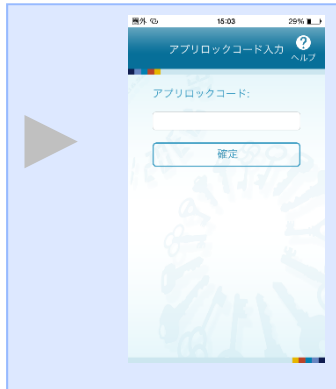 圏外 15:03 29%
アプリロックコード入力 ?
ヘルプ
アプリロックコード:
確定